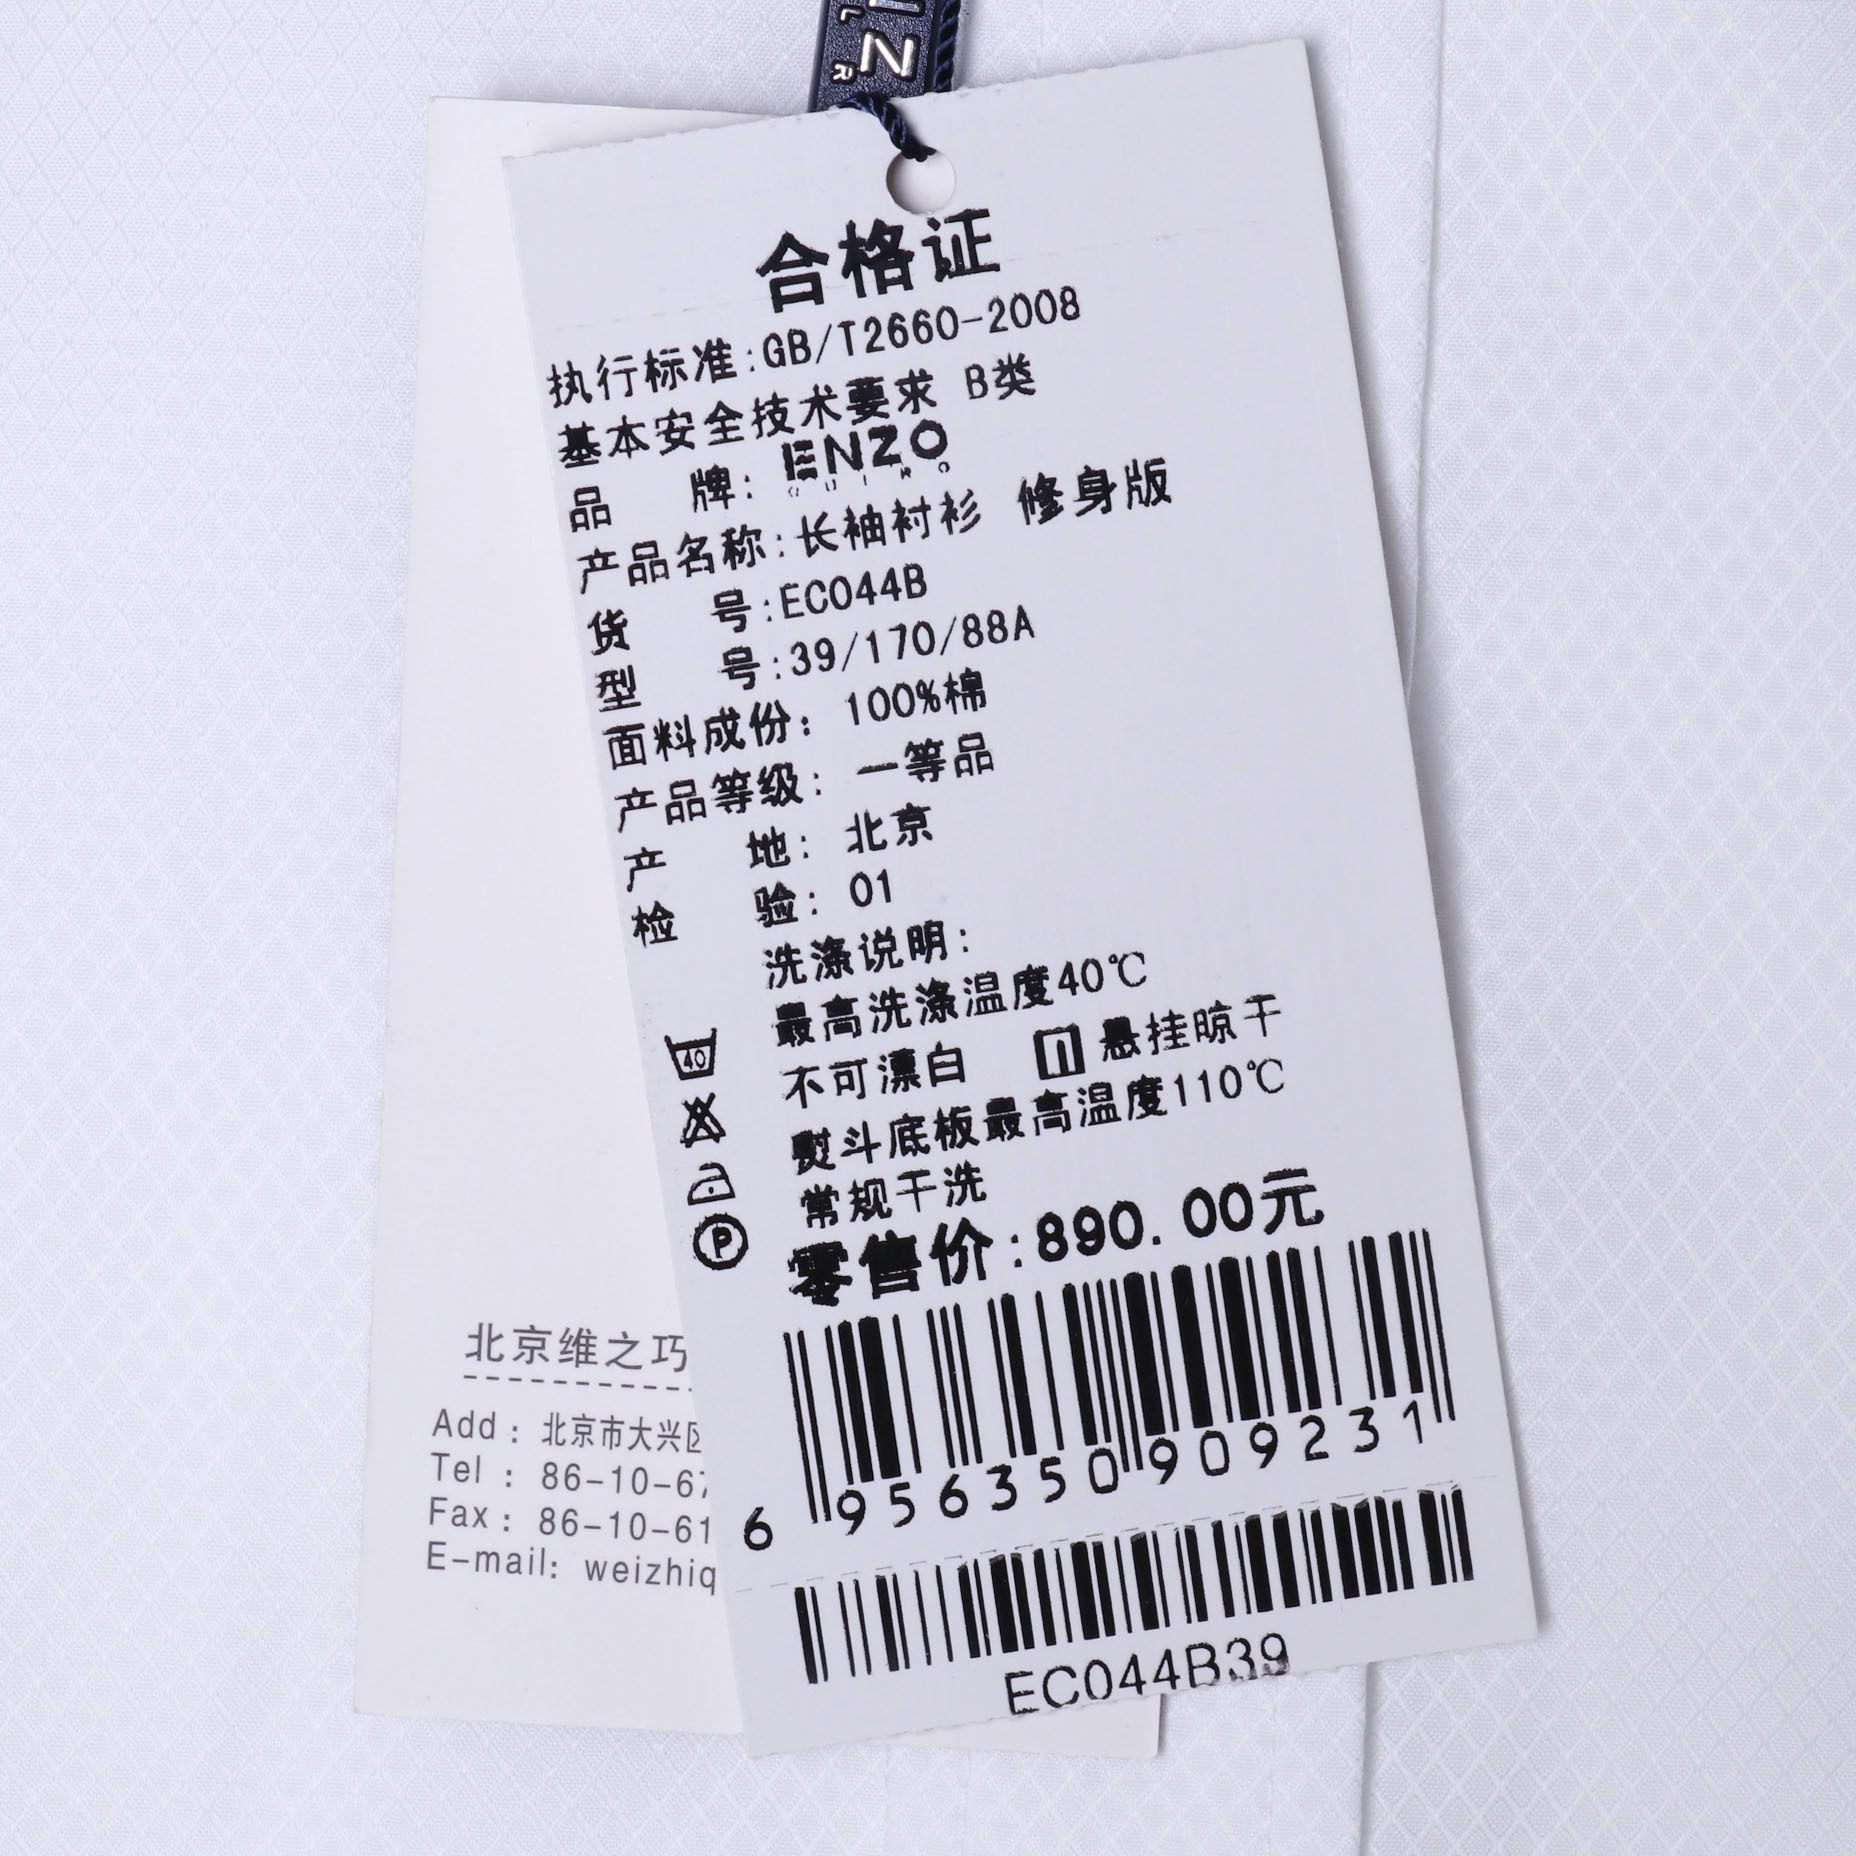 合格证
执行标准:GB/T2660-2008
基本安全技术要求 B类
品 牌: ENZO
产品名称:长袖衬衫 修身版
货 号:EC044B
型 号:39/170/88A
面料成份: 100%棉
产品等级: 一等品
产 地: 北京
检 验: 01
洗涤说明:
40 最高洗涤温度40℃
不可漂白 悬挂晾干
熨斗底板最高温度110℃
P 常规干洗
零售价:890.00元
6 956350 909231
EC044B39
北京维之巧
Add : 北京市大兴区
Tel : 86-10-67
Fax : 86-10-61
E-mail: weizhiq